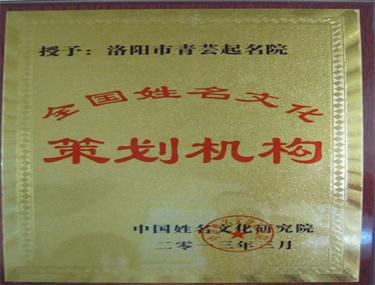 授予：洛阳市青芸起名院
全国姓名文化
策划机构
中国姓名文化研究院
二零 三年三月